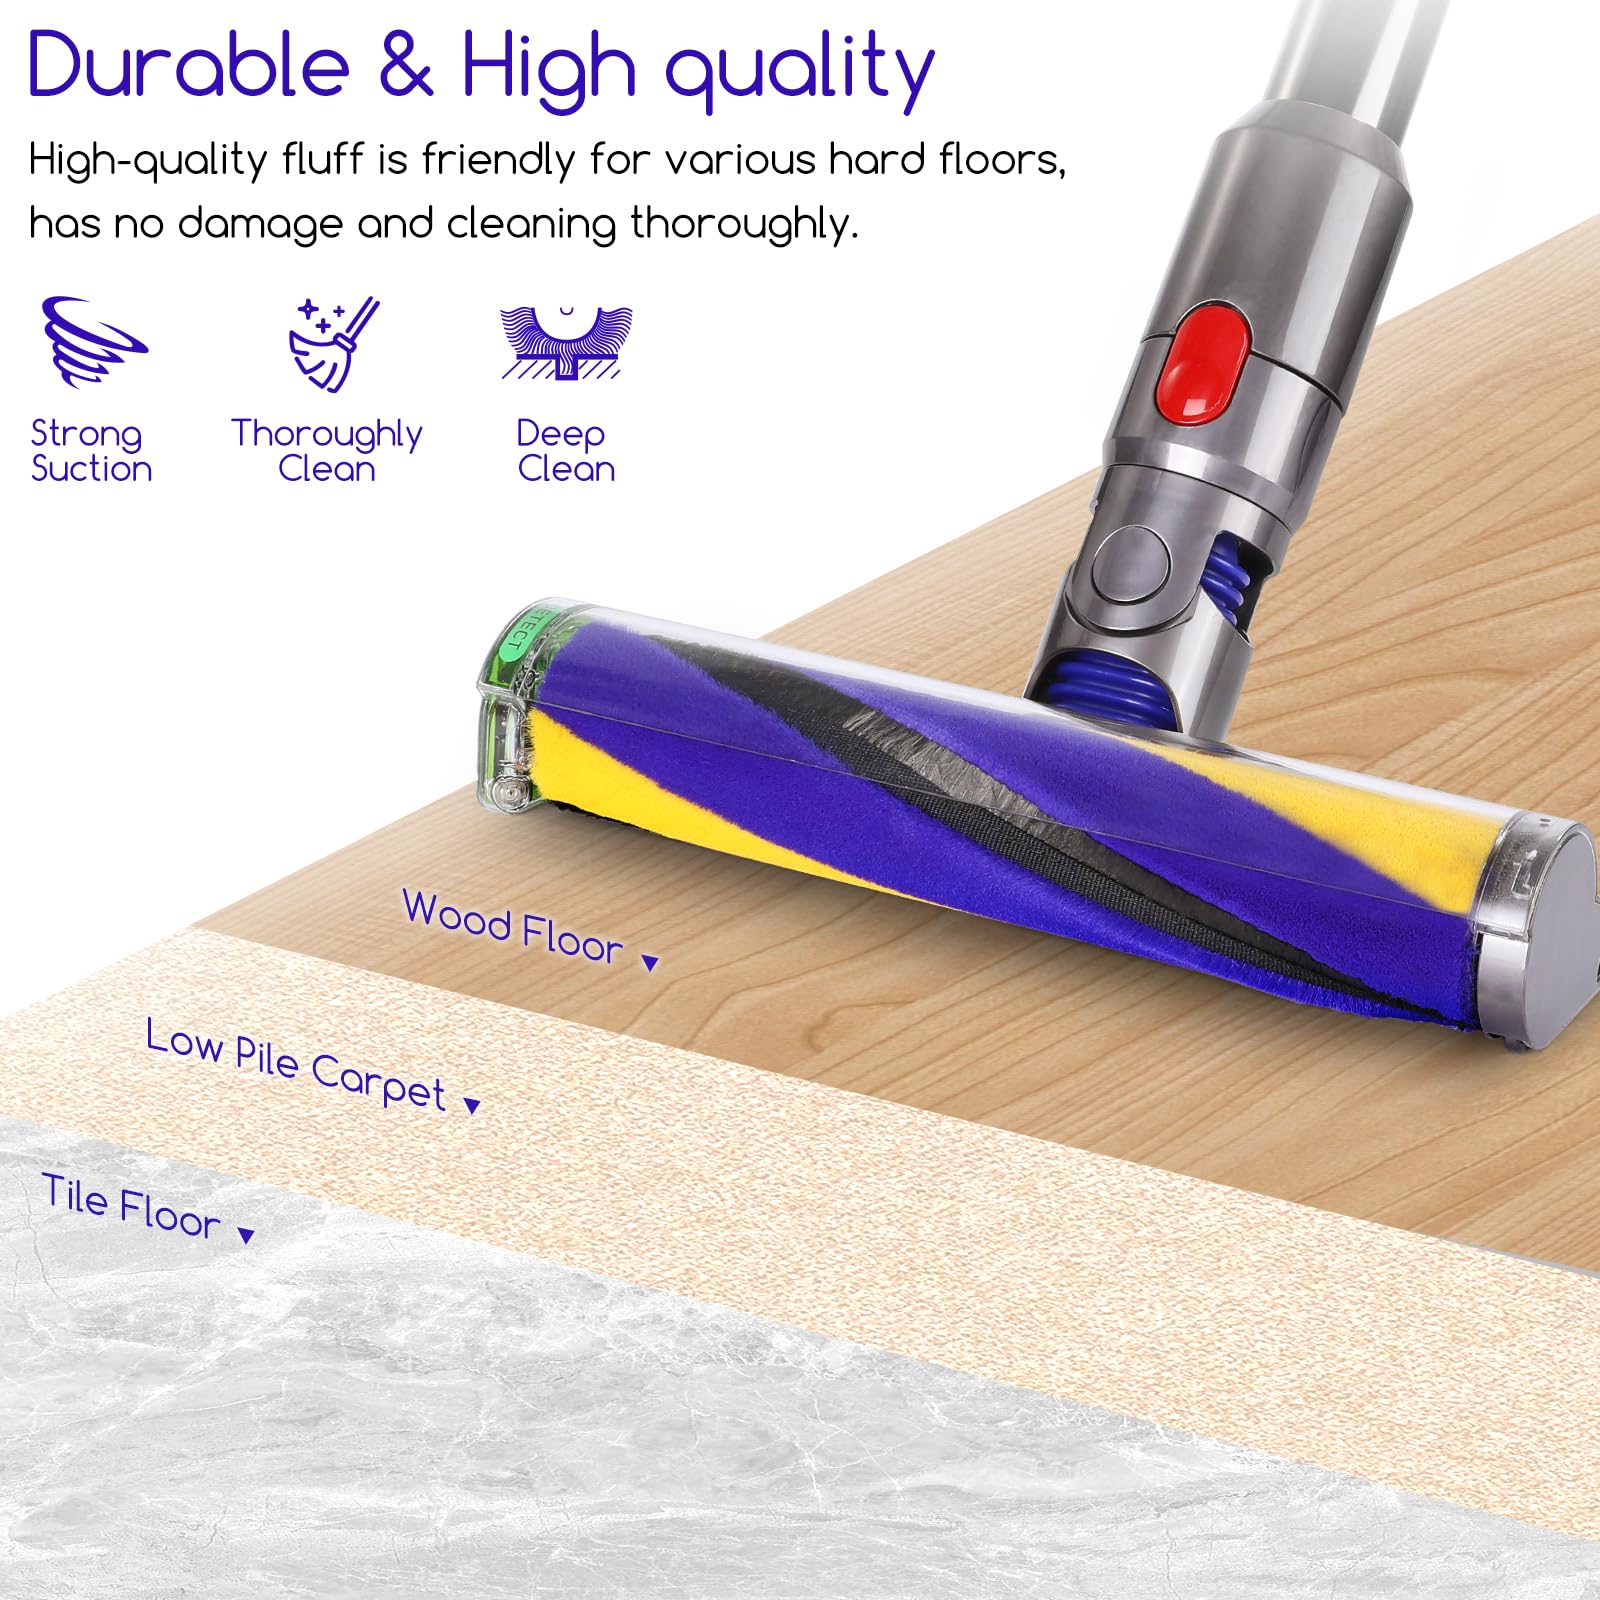 Durable & High quality
High-quality fluff is friendly for various hard floors,
has no damage and cleaning thoroughly.
Strong
Suction
Thoroughly
Clean
Deep
Clean
ETECT
Wood Floor
Low Pile Carpet
Tile Floor